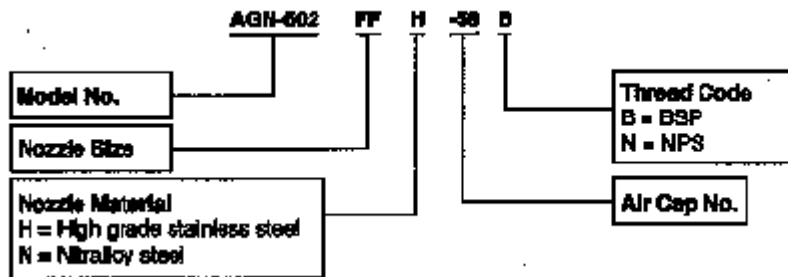 AGN-602 FF H -58 B
Model No.
Thread Code
B = BSP
N = NPS
Nozzle Size
Nozzle Material
H = High grade stainless steel
N = Nitralloy steel
Air Cap No.